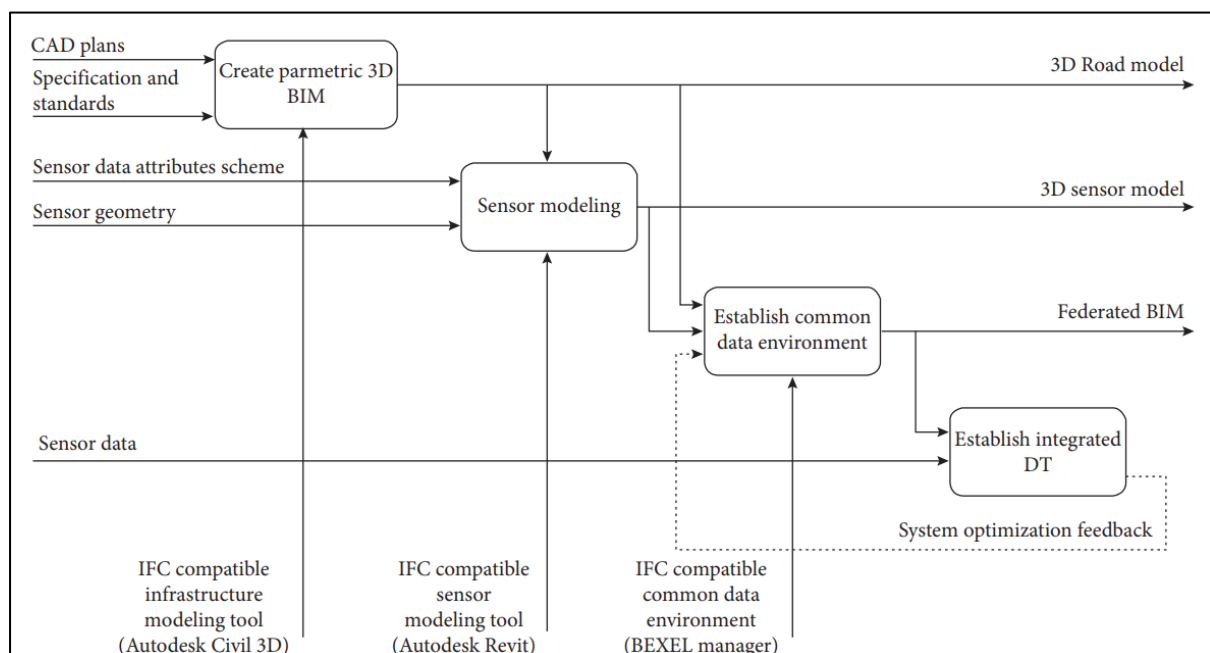 CAD plans
Specification and
standards
Create parmetric 3D
BIM
3D Road model
Sensor data attributes scheme
Sensor geometry
Sensor modeling
3D sensor model
Establish common
data environment
Federated BIM
Sensor data
Establish integrated
DT
System optimization feedback
IFC compatible
infrastructure
modeling tool
(Autodesk Civil 3D)
IFC compatible
sensor
modeling tool
(Autodesk Revit)
IFC compatible
common data
environment
(BEXEL manager)